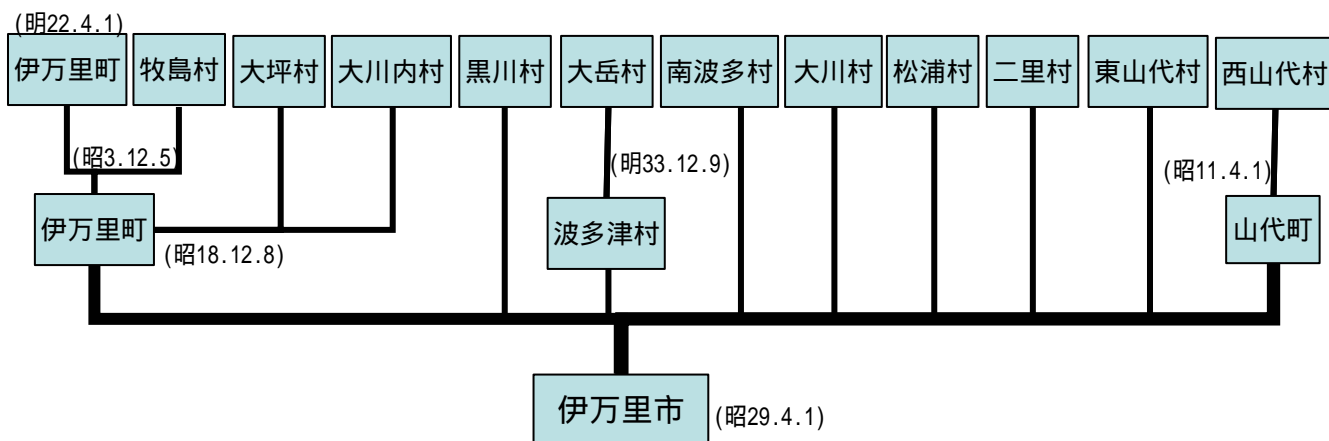 (明22.4.1)
伊万里町
牧島村
大坪村
大川内村
黒川村
大岳村
南波多村
大川村
松浦村
二里村
東山代村
西山代村
(昭3.12.5)
(明33.12.9)
(昭11.4.1)
伊万里町
波多津村
山代町
(昭18.12.8)
伊万里市
(昭29.4.1)